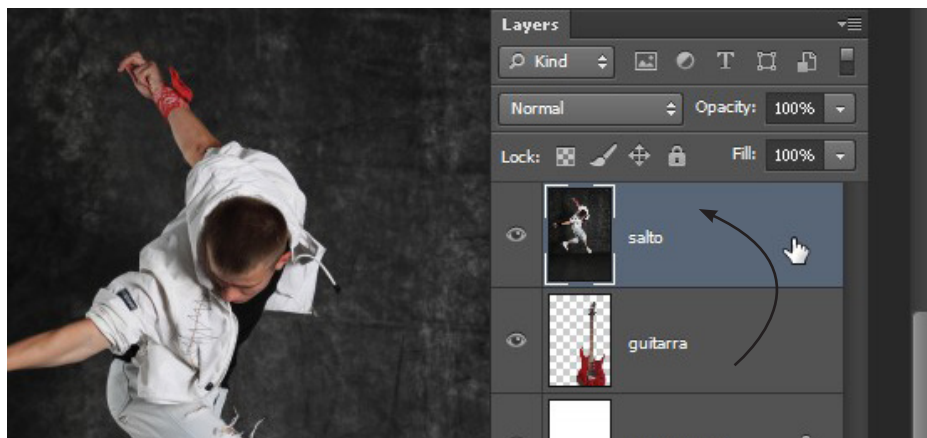 Layers
Kind
Normal Opacity: 100%
Lock: Fill: 100%
salto
guitarra